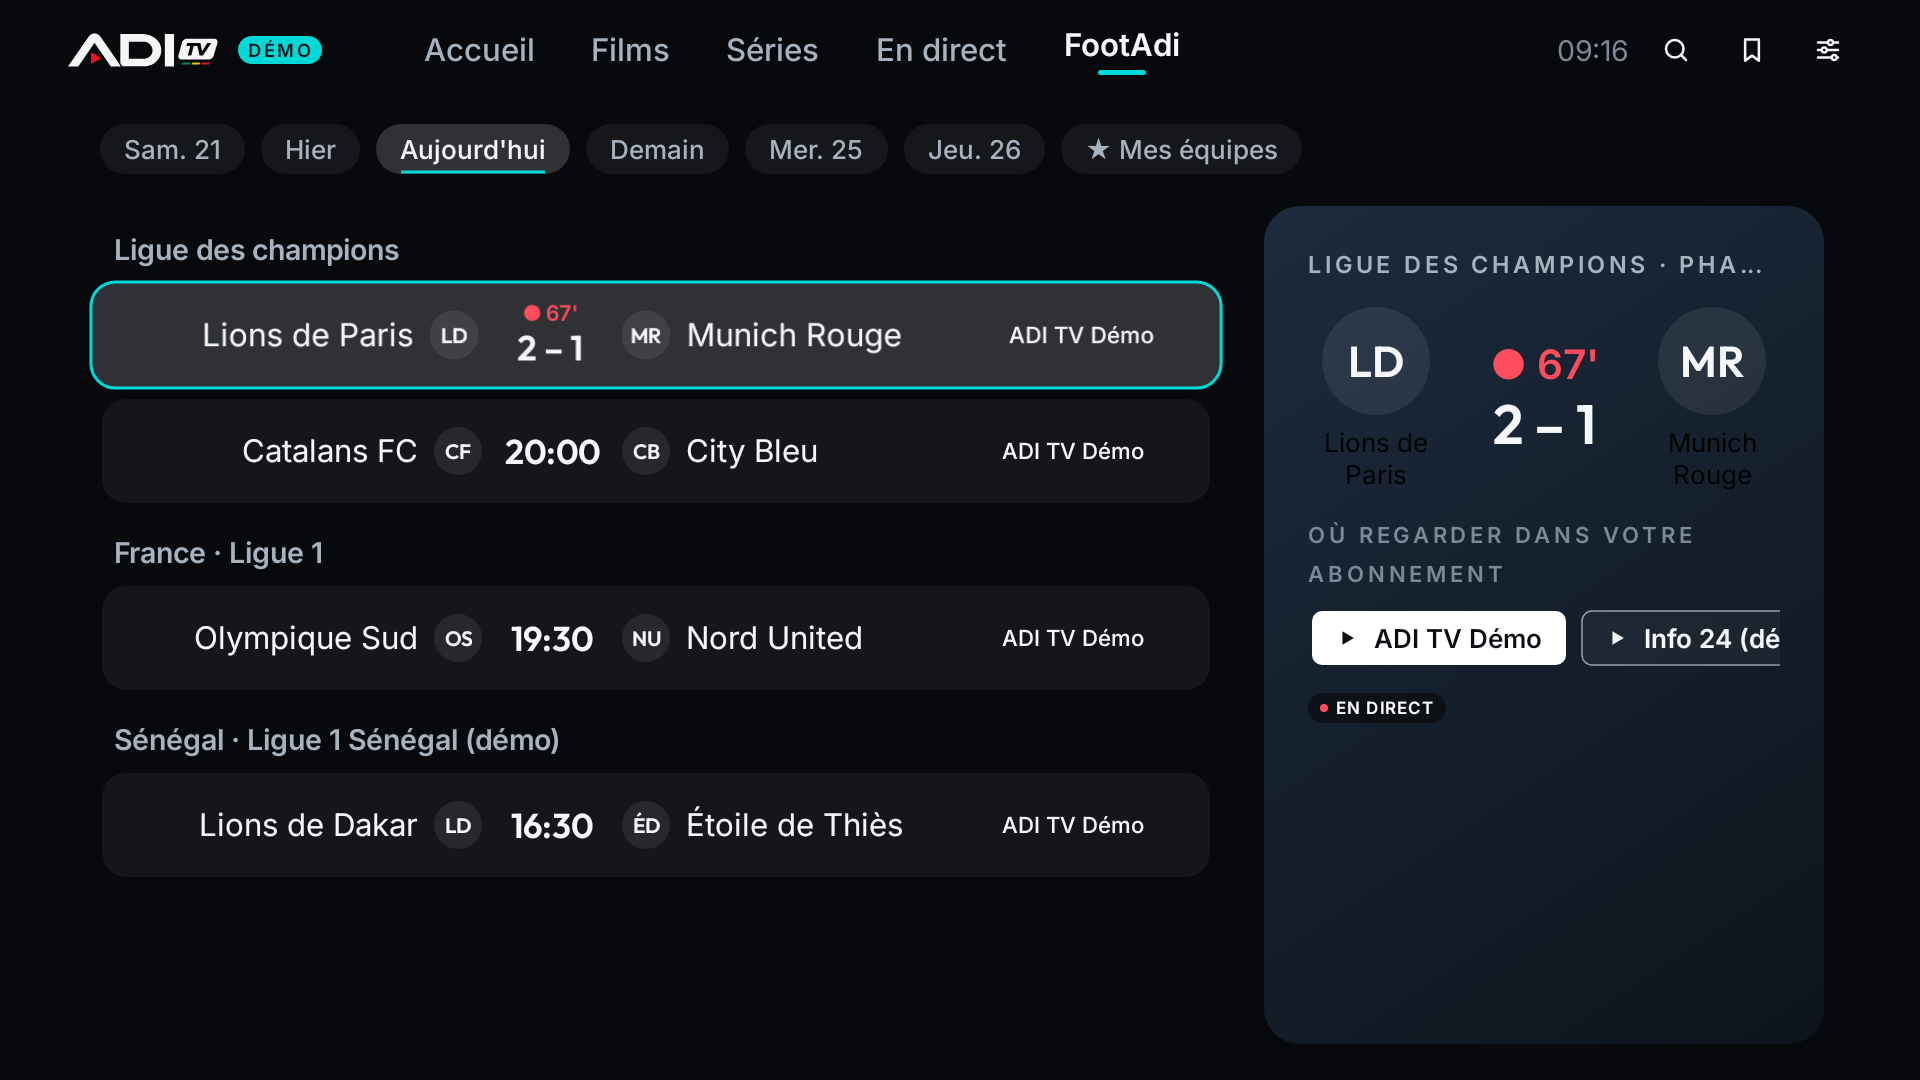 ADI TV DÉMO
Accueil
Films
Séries
En direct
FootAdi
09:16
Sam. 21
Hier
Aujourd'hui
Demain
Mer. 25
Jeu. 26
★ Mes équipes
Ligue des champions
Lions de Paris LD 67' 2 – 1 MR Munich Rouge ADI TV Démo
Catalans FC CF 20:00 CB City Bleu ADI TV Démo
France · Ligue 1
Olympique Sud OS 19:30 NU Nord United ADI TV Démo
Sénégal · Ligue 1 Sénégal (démo)
Lions de Dakar LD 16:30 ÉD Étoile de Thiès ADI TV Démo
LIGUE DES CHAMPIONS · PHA...
LD
67'
2 – 1
MR
Lions de
Paris
Munich
Rouge
OÙ REGARDER DANS VOTRE
ABONNEMENT
ADI TV Démo
Info 24 (dé
EN DIRECT